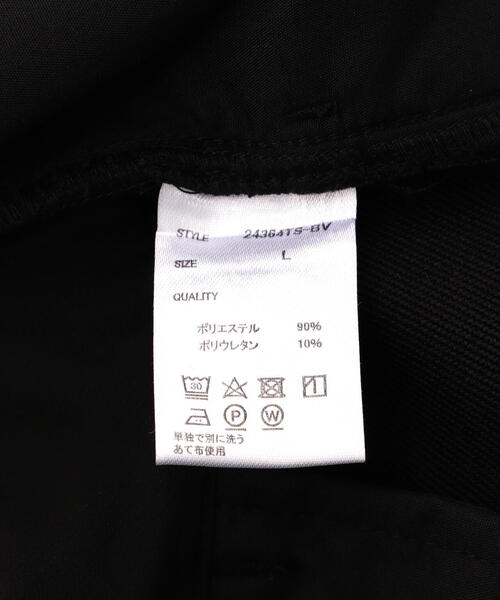 STYLE 24364TS-BV
SIZE L
QUALITY
ポリエステル 90%
ポリウレタン 10%
30
P W
単独で別に洗う
あて布使用